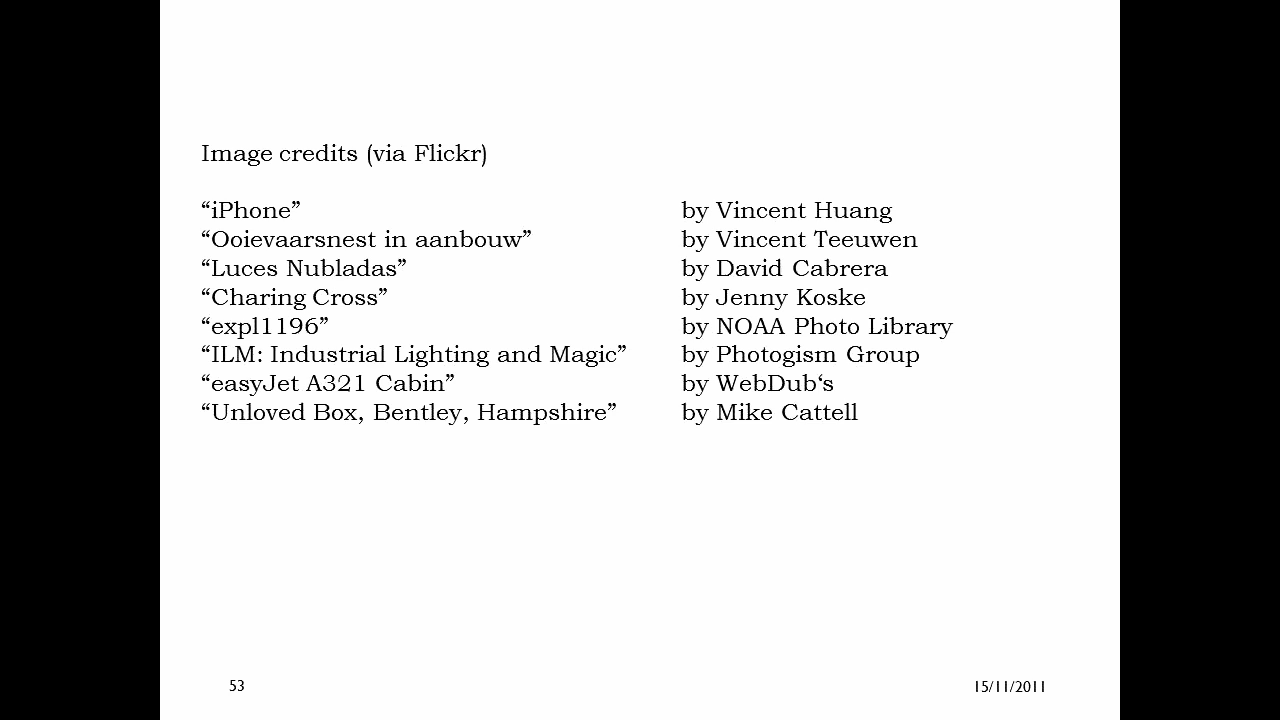 Image credits (via Flickr)
“iPhone” by Vincent Huang
“Ooievaarsnest in aanbouw” by Vincent Teeuwen
“Luces Nubladas” by David Cabrera
“Charing Cross” by Jenny Koske
“expl1196” by NOAA Photo Library
“ILM: Industrial Lighting and Magic” by Photogism Group
“easyJet A321 Cabin” by WebDub‘s
“Unloved Box, Bentley, Hampshire” by Mike Cattell
53 15/11/2011